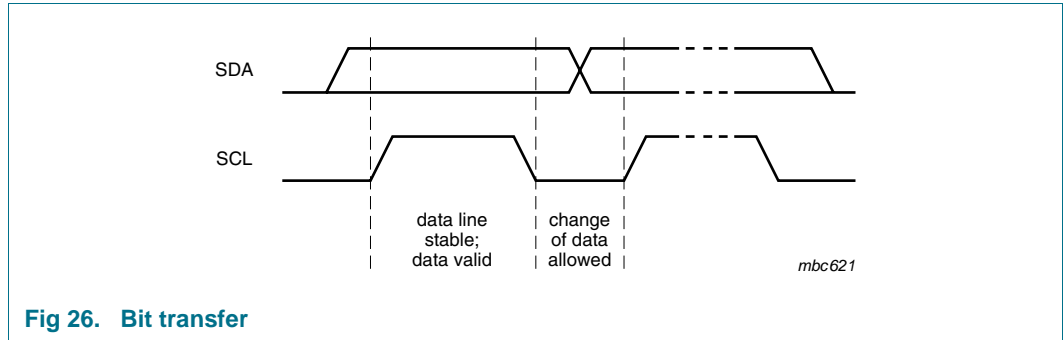 SDA
SCL
data line
stable;
data valid
change
of data
allowed
mbc621
Fig 26. Bit transfer